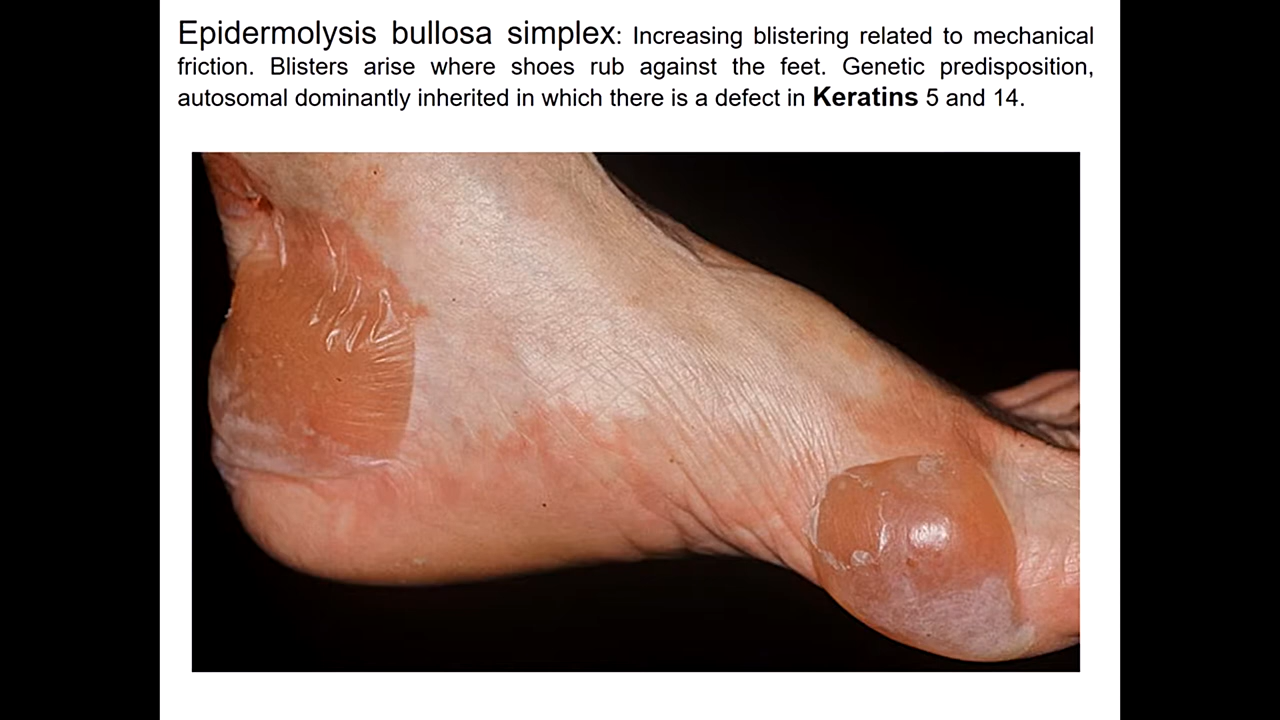 Epidermolysis bullosa simplex: Increasing blistering related to mechanical
friction. Blisters arise where shoes rub against the feet. Genetic predisposition,
autosomal dominantly inherited in which there is a defect in Keratins 5 and 14.